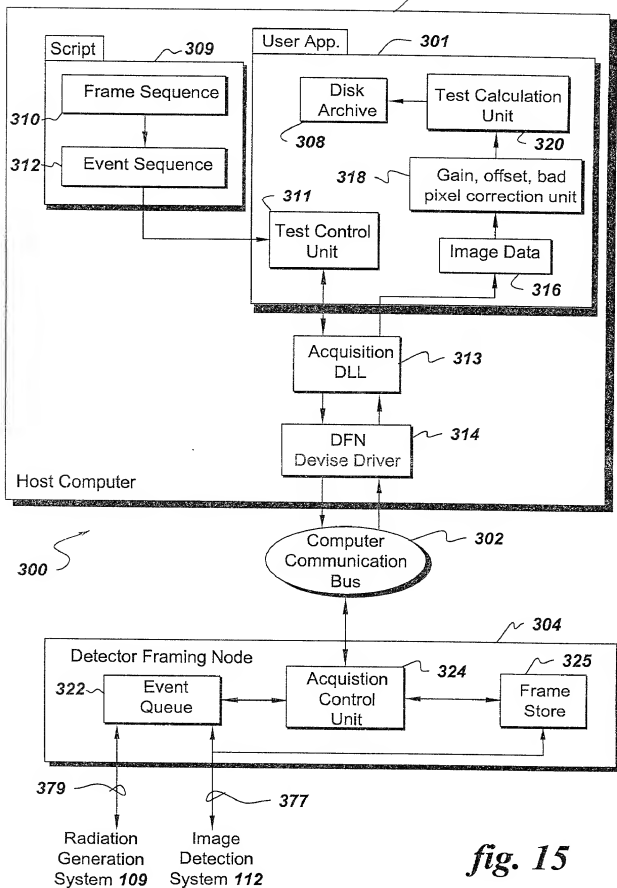 Script
309
User App.
301
Frame Sequence
310
Event Sequence
312
Disk
Archive
308
Test Calculation
Unit
320
318
Gain, offset, bad
pixel correction unit
311
Test Control
Unit
Image Data
316
Acquisition
DLL
313
DFN
Devise Driver
314
Host Computer
300
Computer
Communication
Bus
302
304
Detector Framing Node
322
Event
Queue
Acquistion
Control
Unit
324
325
Frame
Store
379
377
Radiation
Generation
System 109
Image
Detection
System 112
fig. 15